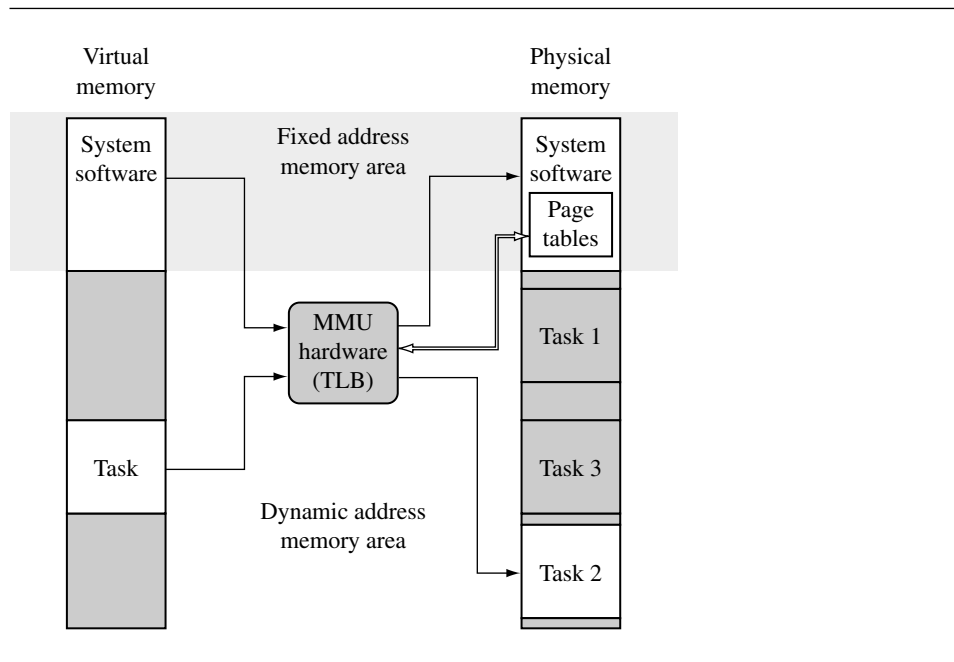 Virtual
memory
Physical
memory
System
software
Fixed address
memory area
System
software
Page
tables
MMU
hardware
(TLB)
Task 1
Task
Task 3
Dynamic address
memory area
Task 2